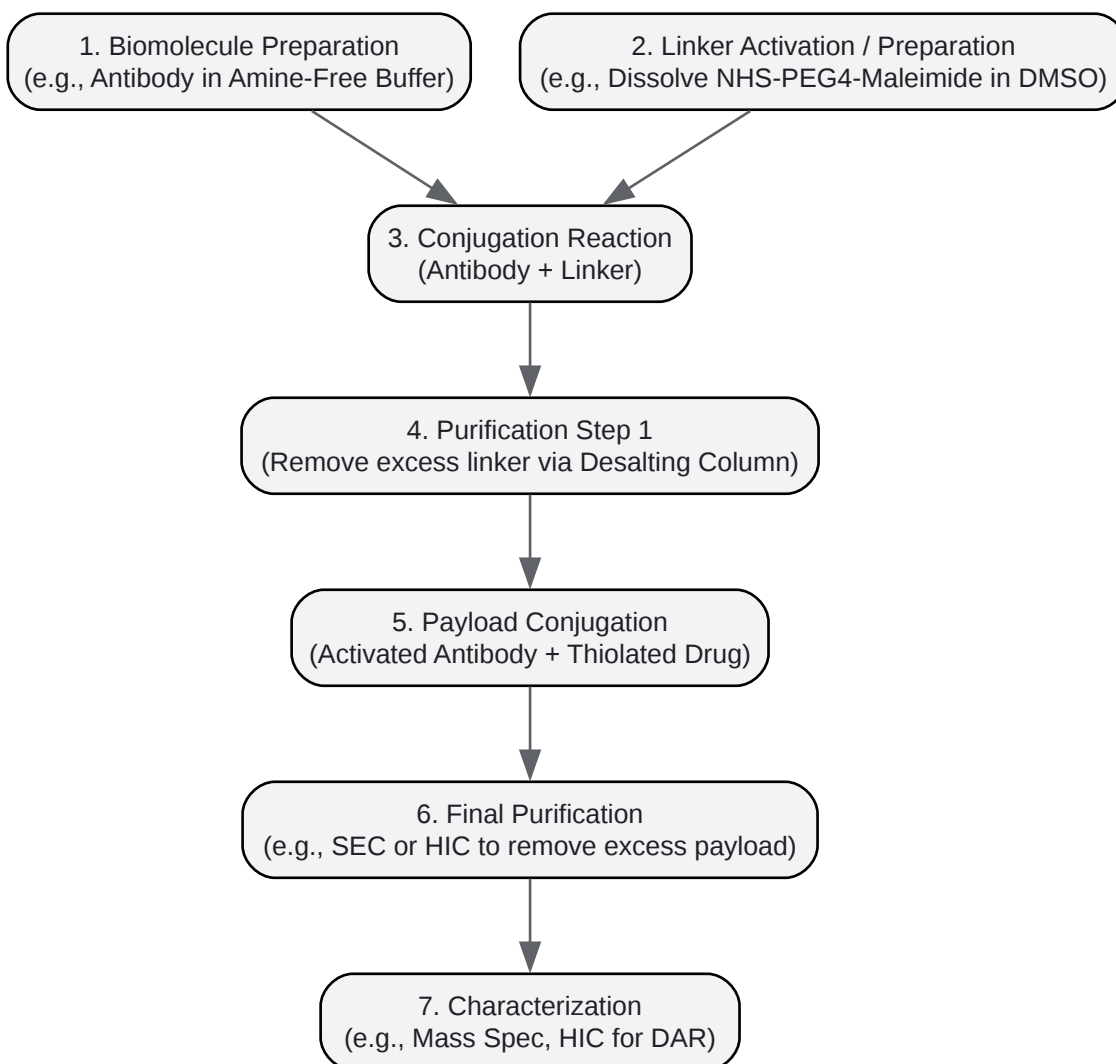 1. Biomolecule Preparation
(e.g., Antibody in Amine-Free Buffer)
2. Linker Activation / Preparation
(e.g., Dissolve NHS-PEG4-Maleimide in DMSO)
3. Conjugation Reaction
(Antibody + Linker)
4. Purification Step 1
(Remove excess linker via Desalting Column)
5. Payload Conjugation
(Activated Antibody + Thiolated Drug)
6. Final Purification
(e.g., SEC or HIC to remove excess payload)
7. Characterization
(e.g., Mass Spec, HIC for DAR)